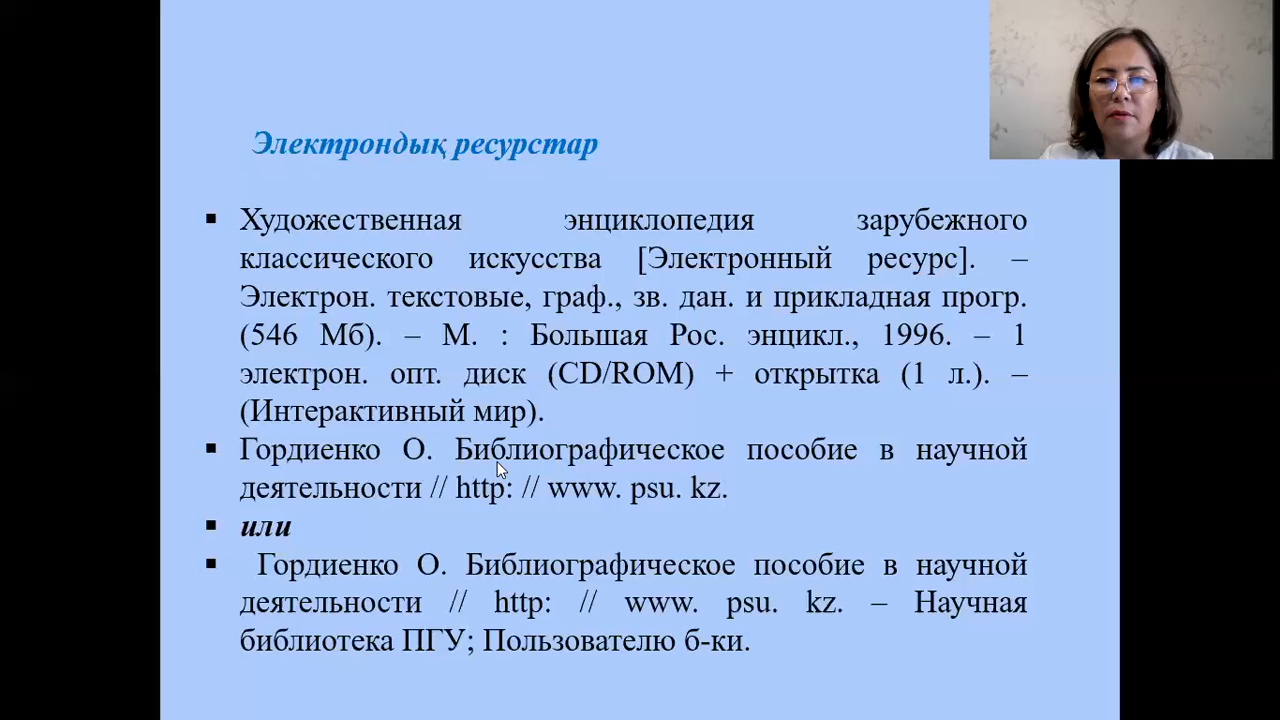 Электрондық ресурстар
▪ Художественная энциклопедия зарубежного
классического искусства [Электронный ресурс]. –
Электрон. текстовые, граф., зв. дан. и прикладная прогр.
(546 Мб). – М. : Большая Рос. энцикл., 1996. – 1
электрон. опт. диск (CD/ROM) + открытка (1 л.). –
(Интерактивный мир).
▪ Гордиенко О. Библиографическое пособие в научной
деятельности // http: // www. psu. kz.
▪ или
▪ Гордиенко О. Библиографическое пособие в научной
деятельности // http: // www. psu. kz. – Научная
библиотека ПГУ; Пользователю б-ки.